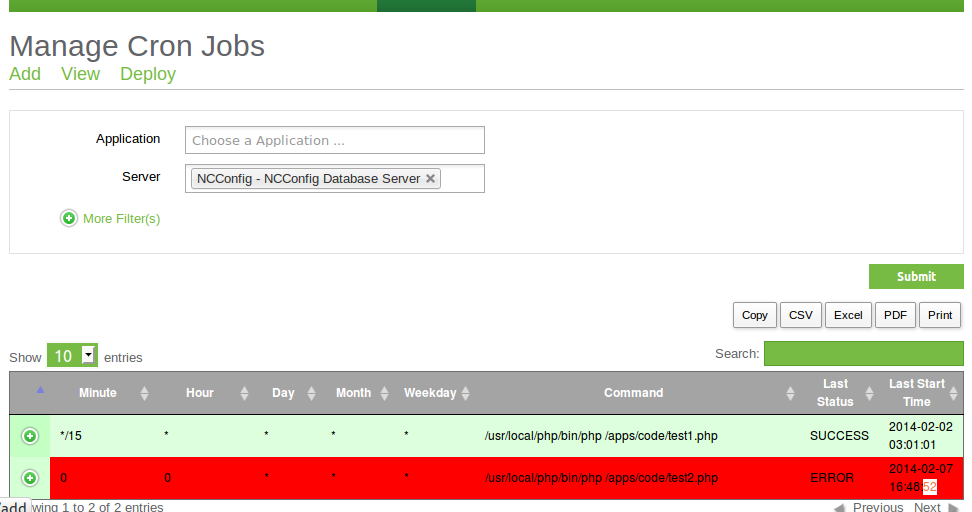 Manage Cron Jobs
Add View Deploy
Application Choose a Application ...
Server NCConfig - NCConfig Database Server
More Filter(s)
Submit
Copy CSV Excel PDF Print
Show 10 entries Search:
Minute Hour Day Month Weekday Command Last Status Last Start Time
*/15 * * * * /usr/local/php/bin/php /apps/code/test1.php SUCCESS 2014-02-02 03:01:01
0 0 * * * /usr/local/php/bin/php /apps/code/test2.php ERROR 2014-02-07 16:48:52
/add wing 1 to 2 of 2 entries Previous Next